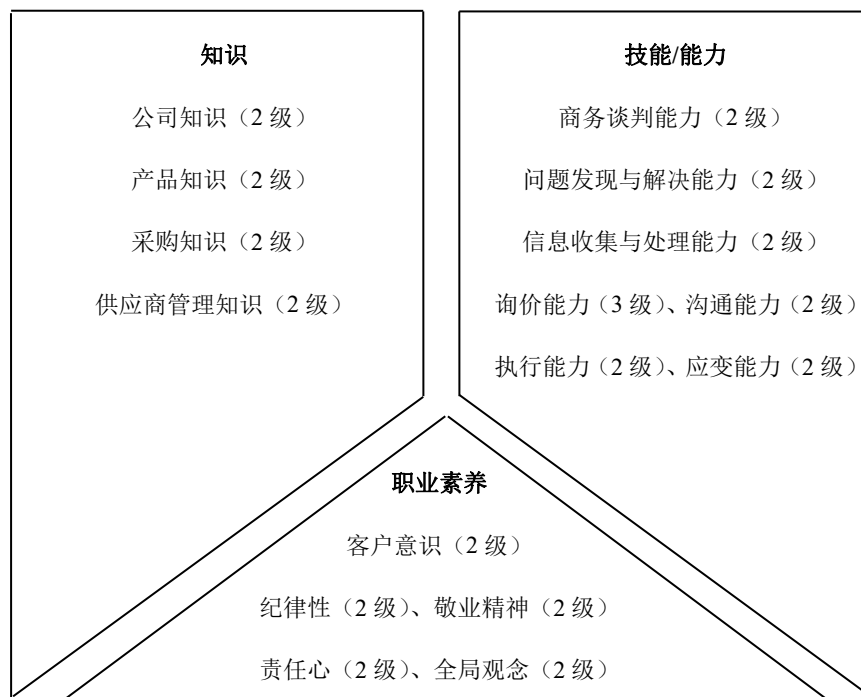 知识
公司知识（2 级）
产品知识（2 级）
采购知识（2 级）
供应商管理知识（2 级）
技能/能力
商务谈判能力（2 级）
问题发现与解决能力（2 级）
信息收集与处理能力（2 级）
询价能力（3 级）、沟通能力（2 级）
执行能力（2 级）、应变能力（2 级）
职业素养
客户意识（2 级）
纪律性（2 级）、敬业精神（2 级）
责任心（2 级）、全局观念（2 级）